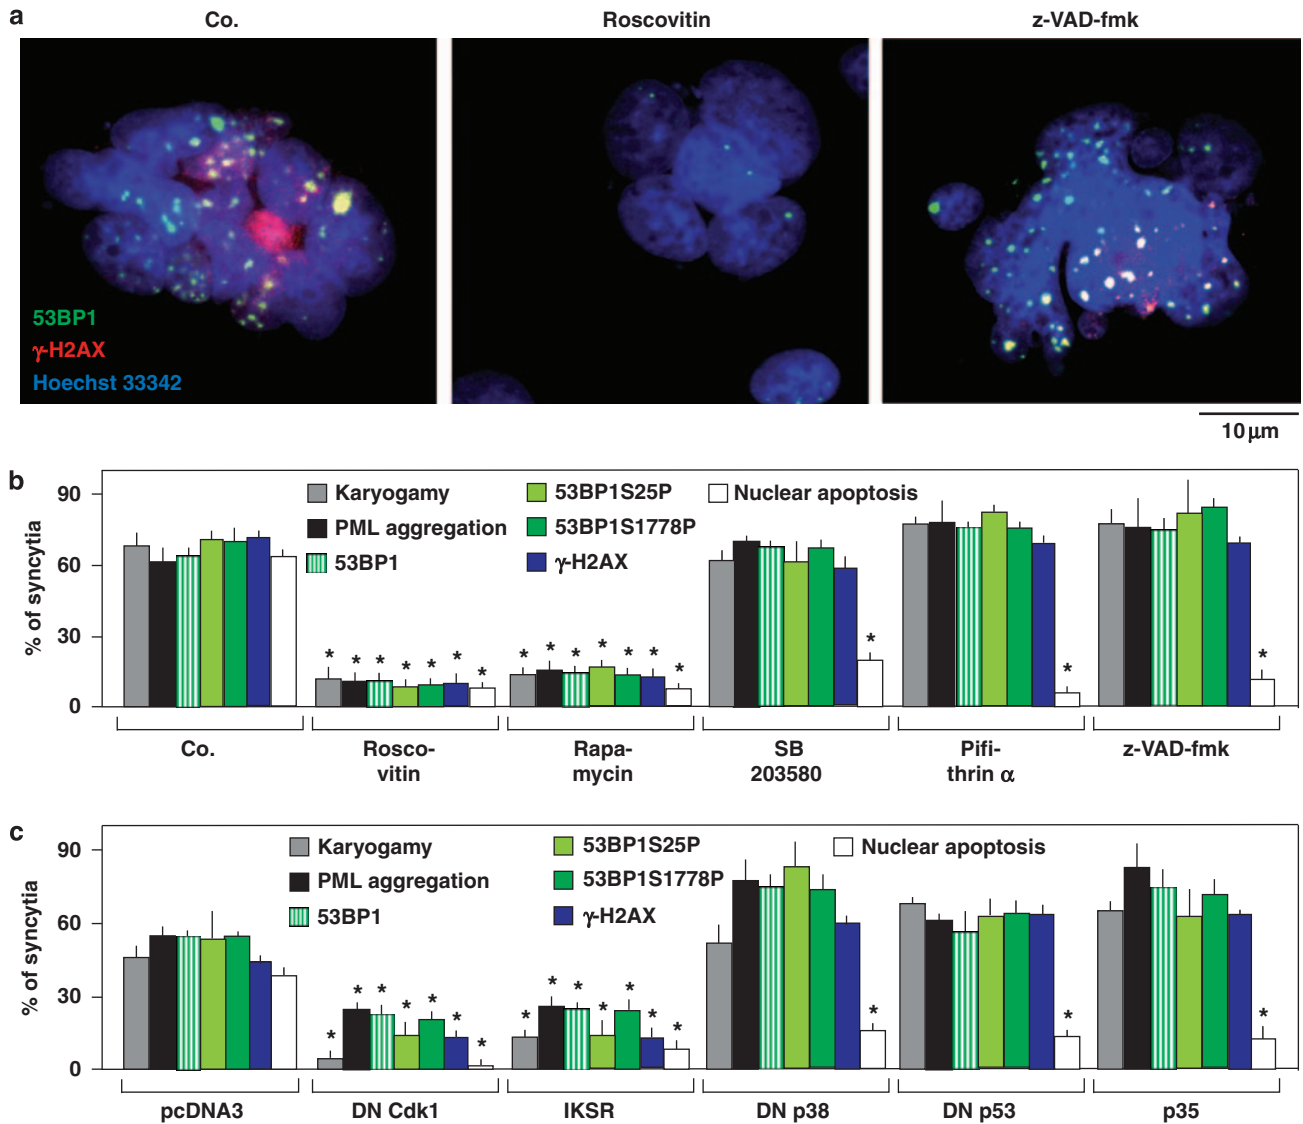 a
Co.
Roscovitin
z-VAD-fmk
53BP1
γ-H2AX
Hoechst 33342
10 μm
b
% of syncytia
90
60
30
0
Karyogamy
PML aggregation
53BP1
53BP1S25P
53BP1S1778P
γ-H2AX
Nuclear apoptosis
* * * * * * *
* * * * * * *
*
*
*
Co.
Rosco-
vitin
Rapa-
mycin
SB
203580
Pifi-
thrin α
z-VAD-fmk
c
% of syncytia
90
60
30
0
Karyogamy
PML aggregation
53BP1
53BP1S25P
53BP1S1778P
γ-H2AX
Nuclear apoptosis
* * * * * * *
* * * * * * *
*
*
*
pcDNA3
DN Cdk1
IKSR
DN p38
DN p53
p35